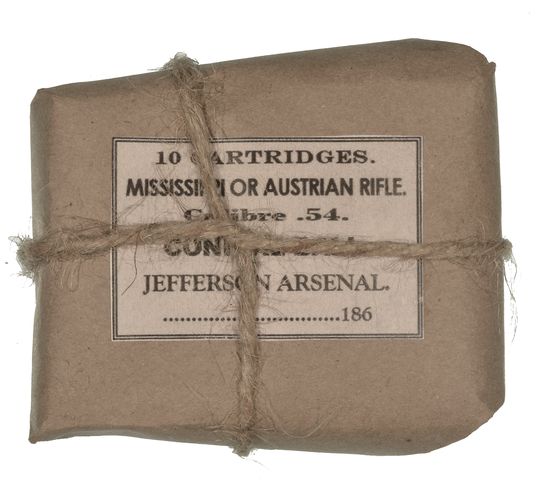 10 CARTRIDGES.
MISSISSIPPI OR AUSTRIAN RIFLE.
Calibre .54.
JEFFERSON ARSENAL.
..............................186